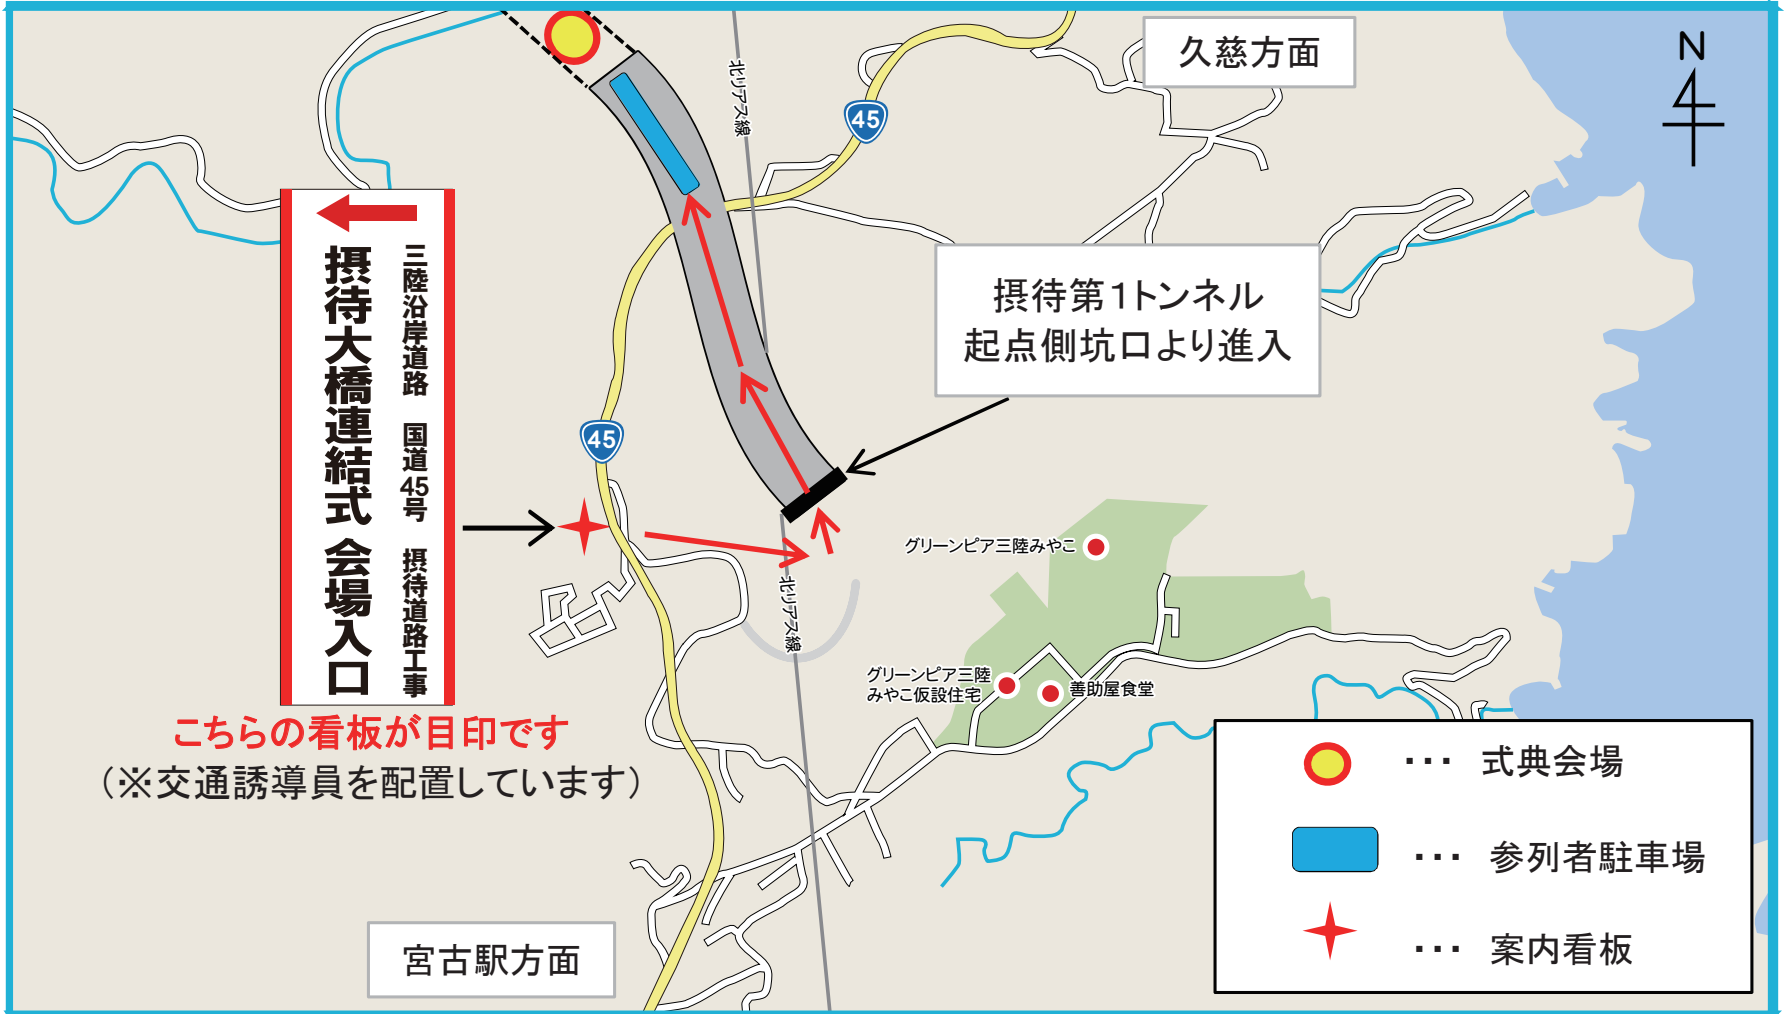 久慈方面
N
北リアス線
45
三陸沿岸道路 国道45号 摂待道路工事
摂待大橋連結式 会場入口
摂待第1トンネル
起点側坑口より進入
45
グリーンピア三陸みやこ
北リアス線
グリーンピア三陸
みやこ仮設住宅
善助屋食堂
こちらの看板が目印です
（※交通誘導員を配置しています）
･･･ 式典会場
･･･ 参列者駐車場
･･･ 案内看板
宮古駅方面